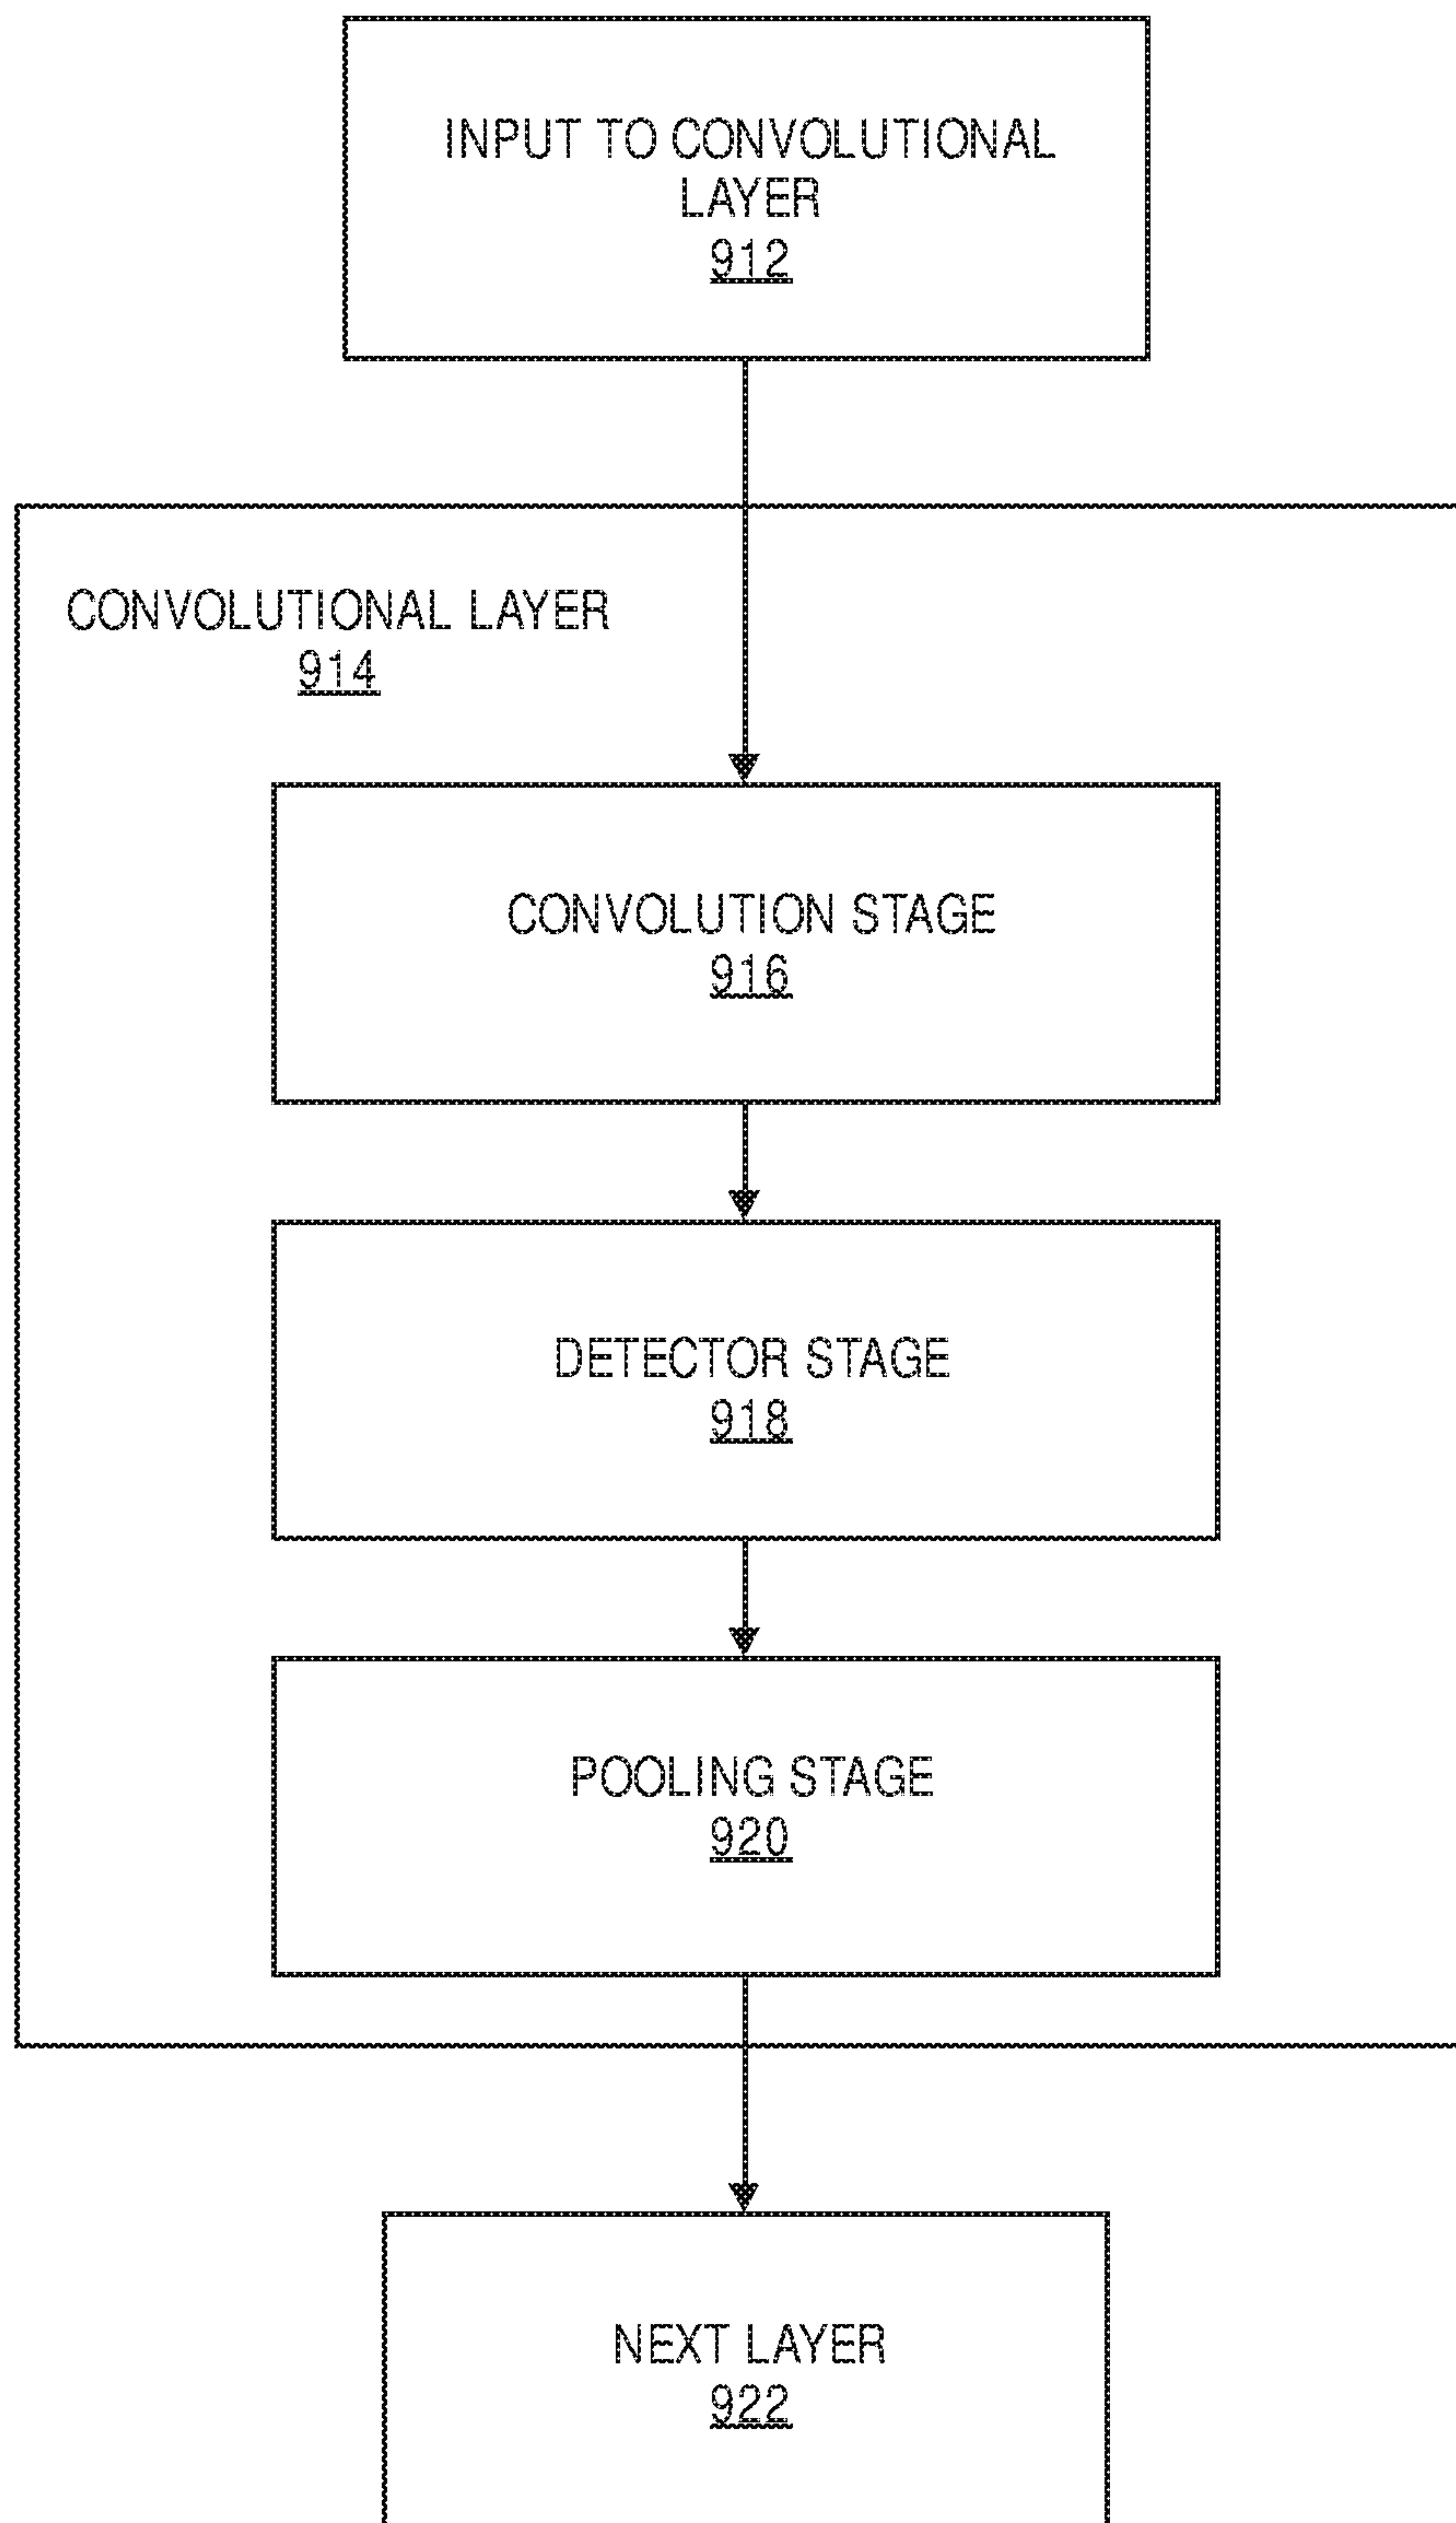 INPUT TO CONVOLUTIONAL
LAYER
912
CONVOLUTIONAL LAYER
914
CONVOLUTION STAGE
916
DETECTOR STAGE
918
POOLING STAGE
920
NEXT LAYER
922